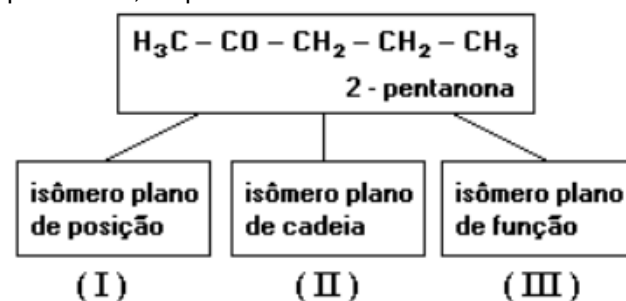 H₃C – CO – CH₂ – CH₂ – CH₃
2 - pentanona
isômero plano de posição
isômero plano de cadeia
isômero plano de função
( I )
( II )
( III )